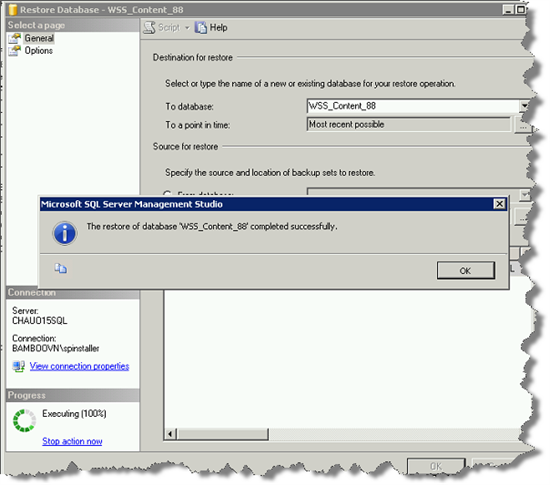 Restore Database - WSS_Content_88
Select a page
General
Options
Script
Help
Destination for restore
Select or type the name of a new or existing database for your restore operation.
To database:
WSS_Content_88
To a point in time:
Most recent possible
...
Source for restore
Specify the source and location of backup sets to restore.
From database:
Microsoft SQL Server Management Studio
The restore of database 'WSS_Content_88' completed successfully.
OK
Connection
Server:
CHAU015SQL
Connection:
BAMBOOVN\spinstaller
View connection properties
Progress
Executing (100%)
Stop action now
OK